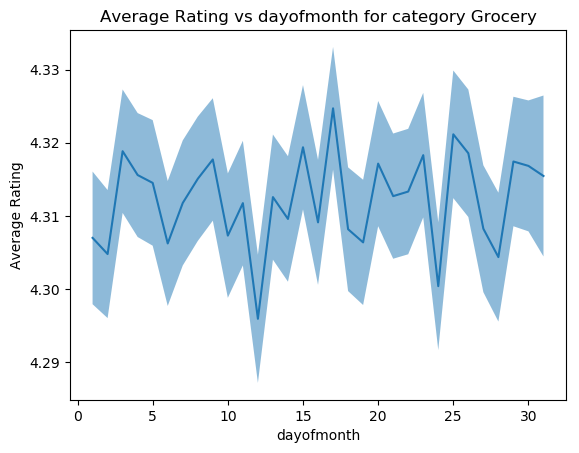 Average Rating vs dayofmonth for category Grocery
4.33
4.32
4.31
4.30
4.29
Average Rating
0 5 10 15 20 25 30
dayofmonth